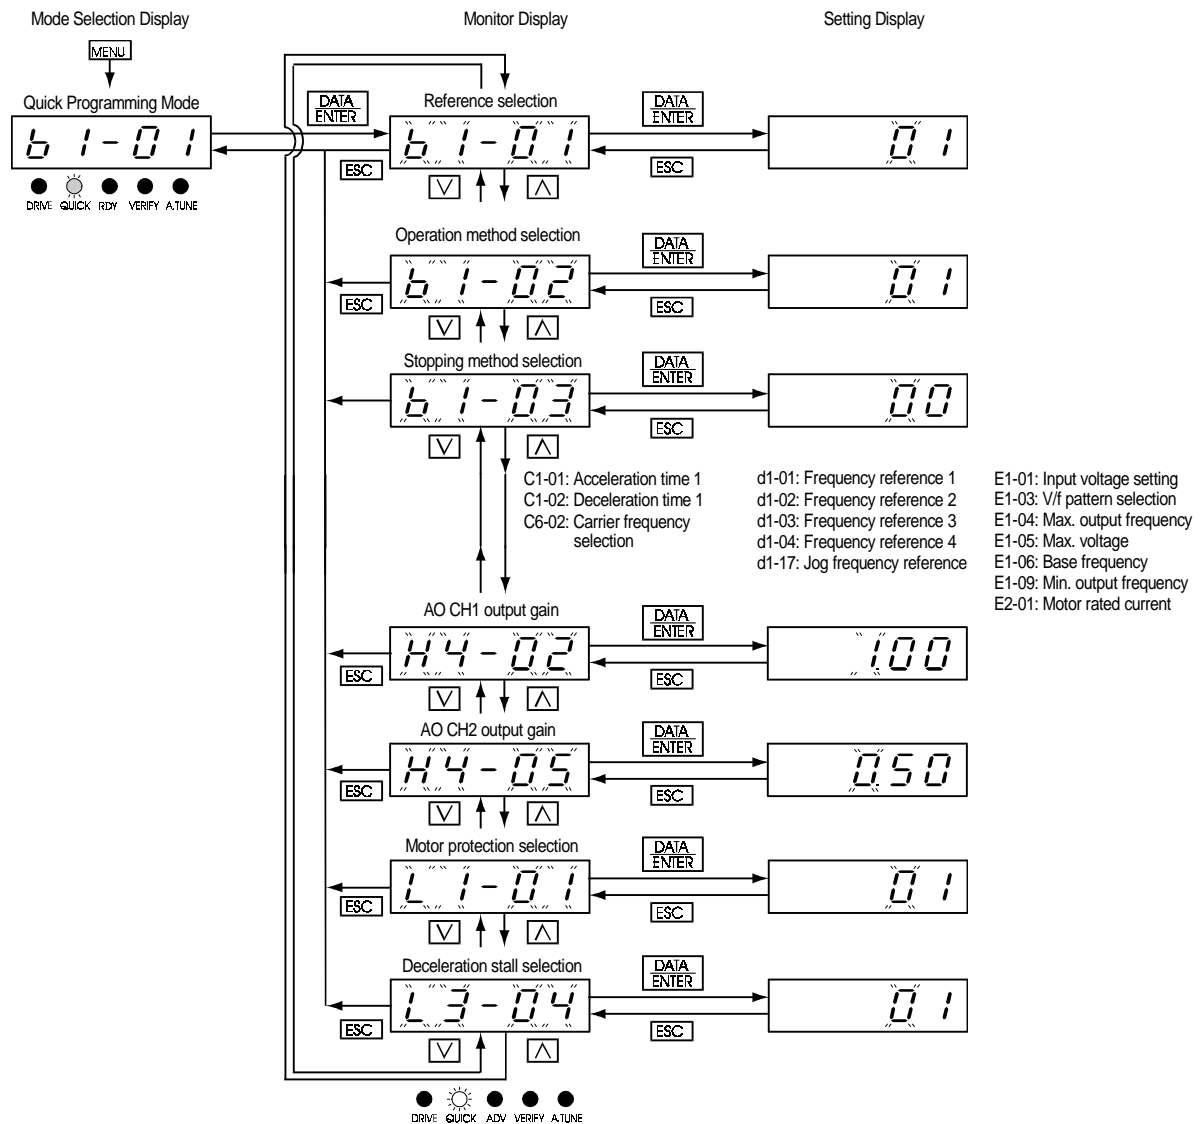 Mode Selection Display
Monitor Display
Setting Display
MENU
Quick Programming Mode
b1-01
DRIVE QUICK RDY VERIFY A.TUNE
DATA
ENTER
ESC
Reference selection
b1-01
DATA
ENTER
ESC
01
Operation method selection
b1-02
ESC
DATA
ENTER
ESC
01
Stopping method selection
b1-03
DATA
ENTER
ESC
00
C1-01: Acceleration time 1
C1-02: Deceleration time 1
C6-02: Carrier frequency
selection
d1-01: Frequency reference 1
d1-02: Frequency reference 2
d1-03: Frequency reference 3
d1-04: Frequency reference 4
d1-17: Jog frequency reference
E1-01: Input voltage setting
E1-03: V/f pattern selection
E1-04: Max. output frequency
E1-05: Max. voltage
E1-06: Base frequency
E1-09: Min. output frequency
E2-01: Motor rated current
AO CH1 output gain
H4-02
ESC
DATA
ENTER
ESC
1.00
AO CH2 output gain
H4-05
ESC
DATA
ENTER
ESC
0.50
Motor protection selection
L1-01
ESC
DATA
ENTER
ESC
01
Deceleration stall selection
L3-04
ESC
DATA
ENTER
ESC
01
DRIVE QUICK ADV VERIFY A.TUNE